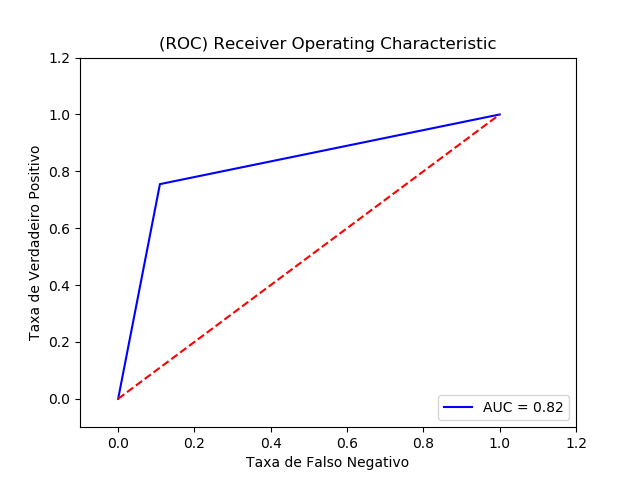 (ROC) Receiver Operating Characteristic
Taxa de Verdadeiro Positivo
1.2
1.0
0.8
0.6
0.4
0.2
0.0
AUC = 0.82
0.0 0.2 0.4 0.6 0.8 1.0 1.2
Taxa de Falso Negativo